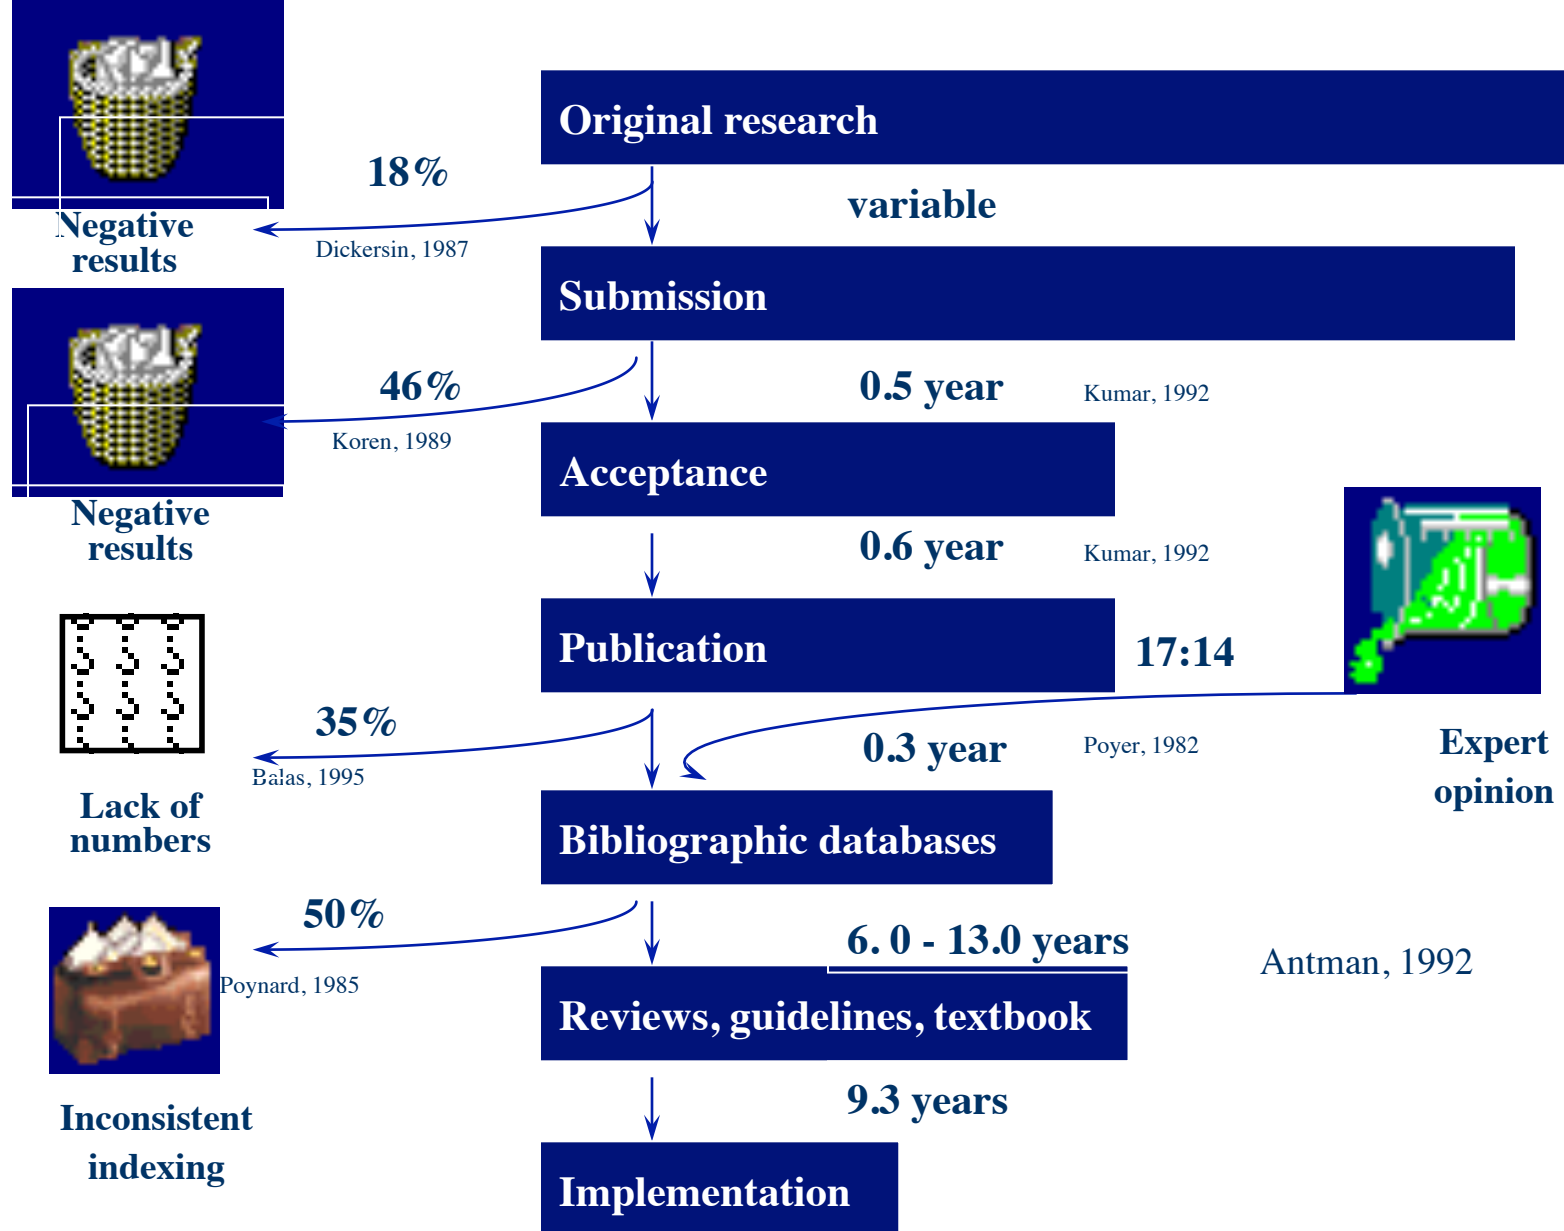 Original research
18%
variable
Dickersin, 1987
Negative
results
Submission
46%
0.5 year
Kumar, 1992
Koren, 1989
Acceptance
Negative
results
0.6 year
Kumar, 1992
Publication
17:14
35%
0.3 year
Poyer, 1982
Expert
opinion
Balas, 1995
Lack of
numbers
Bibliographic databases
50%
6. 0 - 13.0 years
Antman, 1992
Poynard, 1985
Reviews, guidelines, textbook
9.3 years
Inconsistent
indexing
Implementation